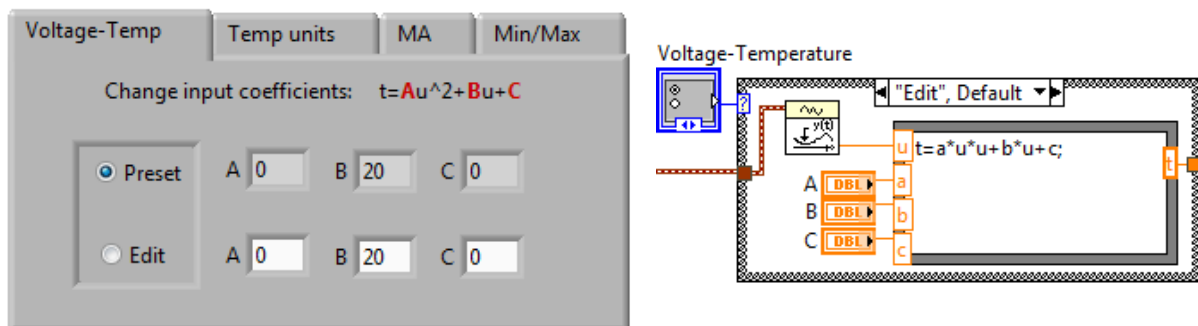 Voltage-Temp
Temp units
MA
Min/Max
Change input coefficients: t=Au^2+Bu+C
Preset A 0 B 20 C 0
Edit A 0 B 20 C 0
Voltage-Temperature
"Edit", Default
?
y(t)
u t=a*u*u+b*u+c;
t
A DBL a
B DBL b
C DBL c